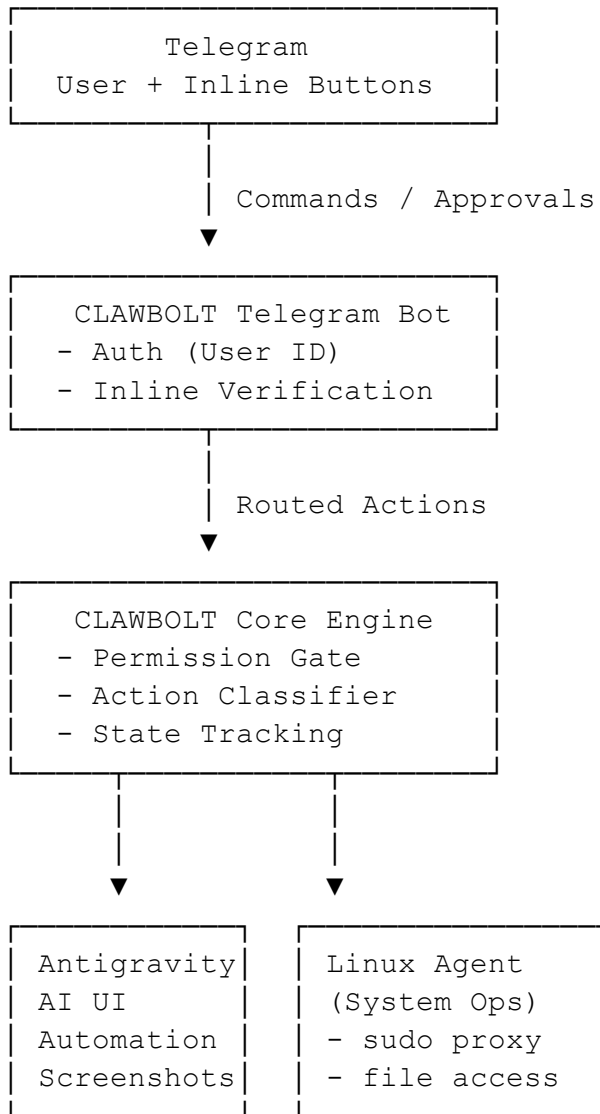 Telegram
User + Inline Buttons
Commands / Approvals
CLAWBOLT Telegram Bot
- Auth (User ID)
- Inline Verification
Routed Actions
CLAWBOLT Core Engine
- Permission Gate
- Action Classifier
- State Tracking
Antigravity
AI UI
Automation
Screenshots
Linux Agent
(System Ops)
- sudo proxy
- file access